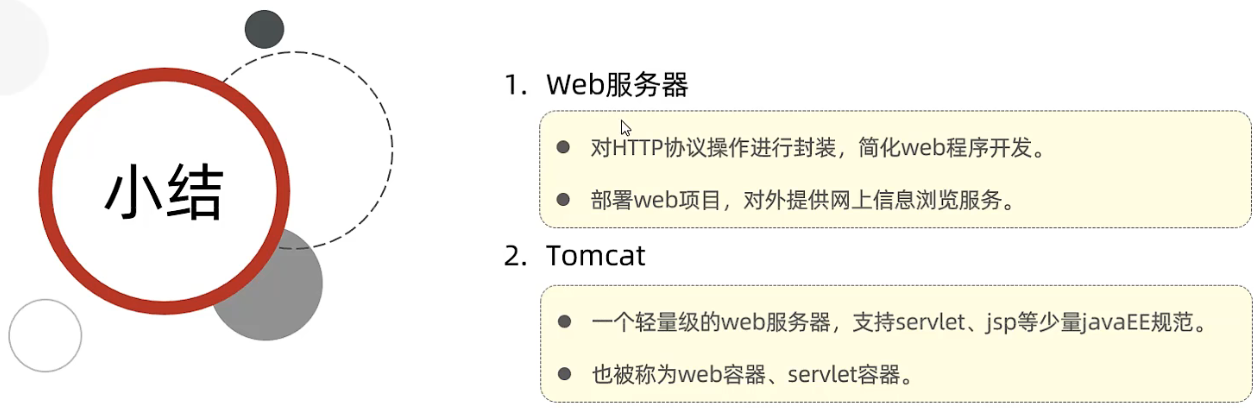 小结
1. Web服务器
● 对HTTP协议操作进行封装，简化web程序开发。
● 部署web项目，对外提供网上信息浏览服务。
2. Tomcat
● 一个轻量级的web服务器，支持servlet、jsp等少量javaEE规范。
● 也被称为web容器、servlet容器。